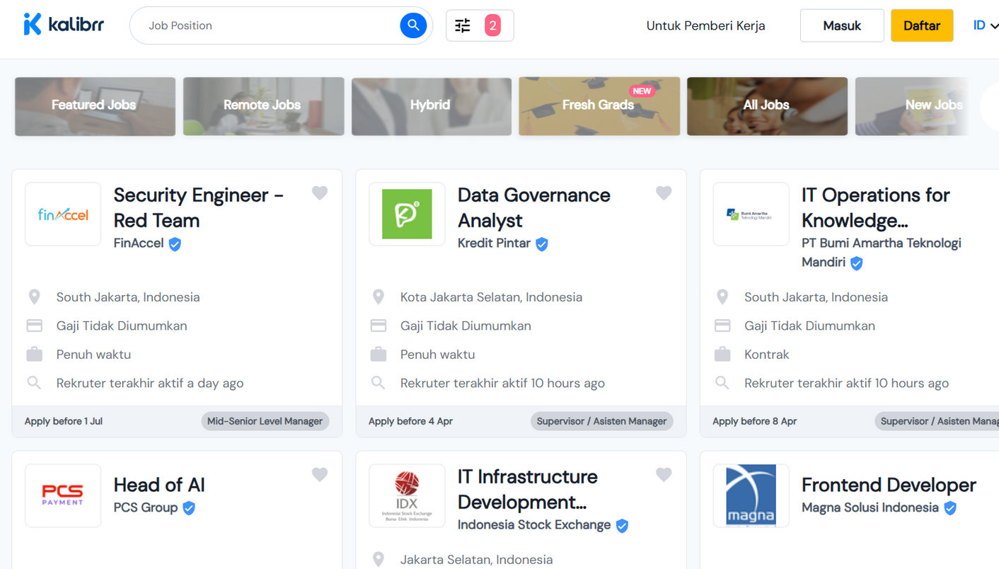 kalibrr
Job Position
2
Untuk Pemberi Kerja
Masuk
Daftar
ID
Featured Jobs
Remote Jobs
Hybrid
NEW
Fresh Grads
All Jobs
New Jobs
finAccel
Security Engineer -
Red Team
FinAccel
South Jakarta, Indonesia
Gaji Tidak Diumumkan
Penuh waktu
Rekruter terakhir aktif a day ago
Apply before 1 Jul
Mid-Senior Level Manager
Data Governance
Analyst
Kredit Pintar
Kota Jakarta Selatan, Indonesia
Gaji Tidak Diumumkan
Penuh waktu
Rekruter terakhir aktif 10 hours ago
Apply before 4 Apr
Supervisor / Asisten Manager
Bumi Amartha
Teknologi Mandiri
IT Operations for
Knowledge...
PT Bumi Amartha Teknologi
Mandiri
South Jakarta, Indonesia
Gaji Tidak Diumumkan
Kontrak
Rekruter terakhir aktif 10 hours ago
Apply before 8 Apr
Supervisor / Asisten Manag
PCS
PAYMENT
Head of AI
PCS Group
IDX
Indonesia Stock Exchange
Bursa Efek Indonesia
IT Infrastructure
Development...
Indonesia Stock Exchange
Jakarta Selatan, Indonesia
magna
Frontend Developer
Magna Solusi Indonesia